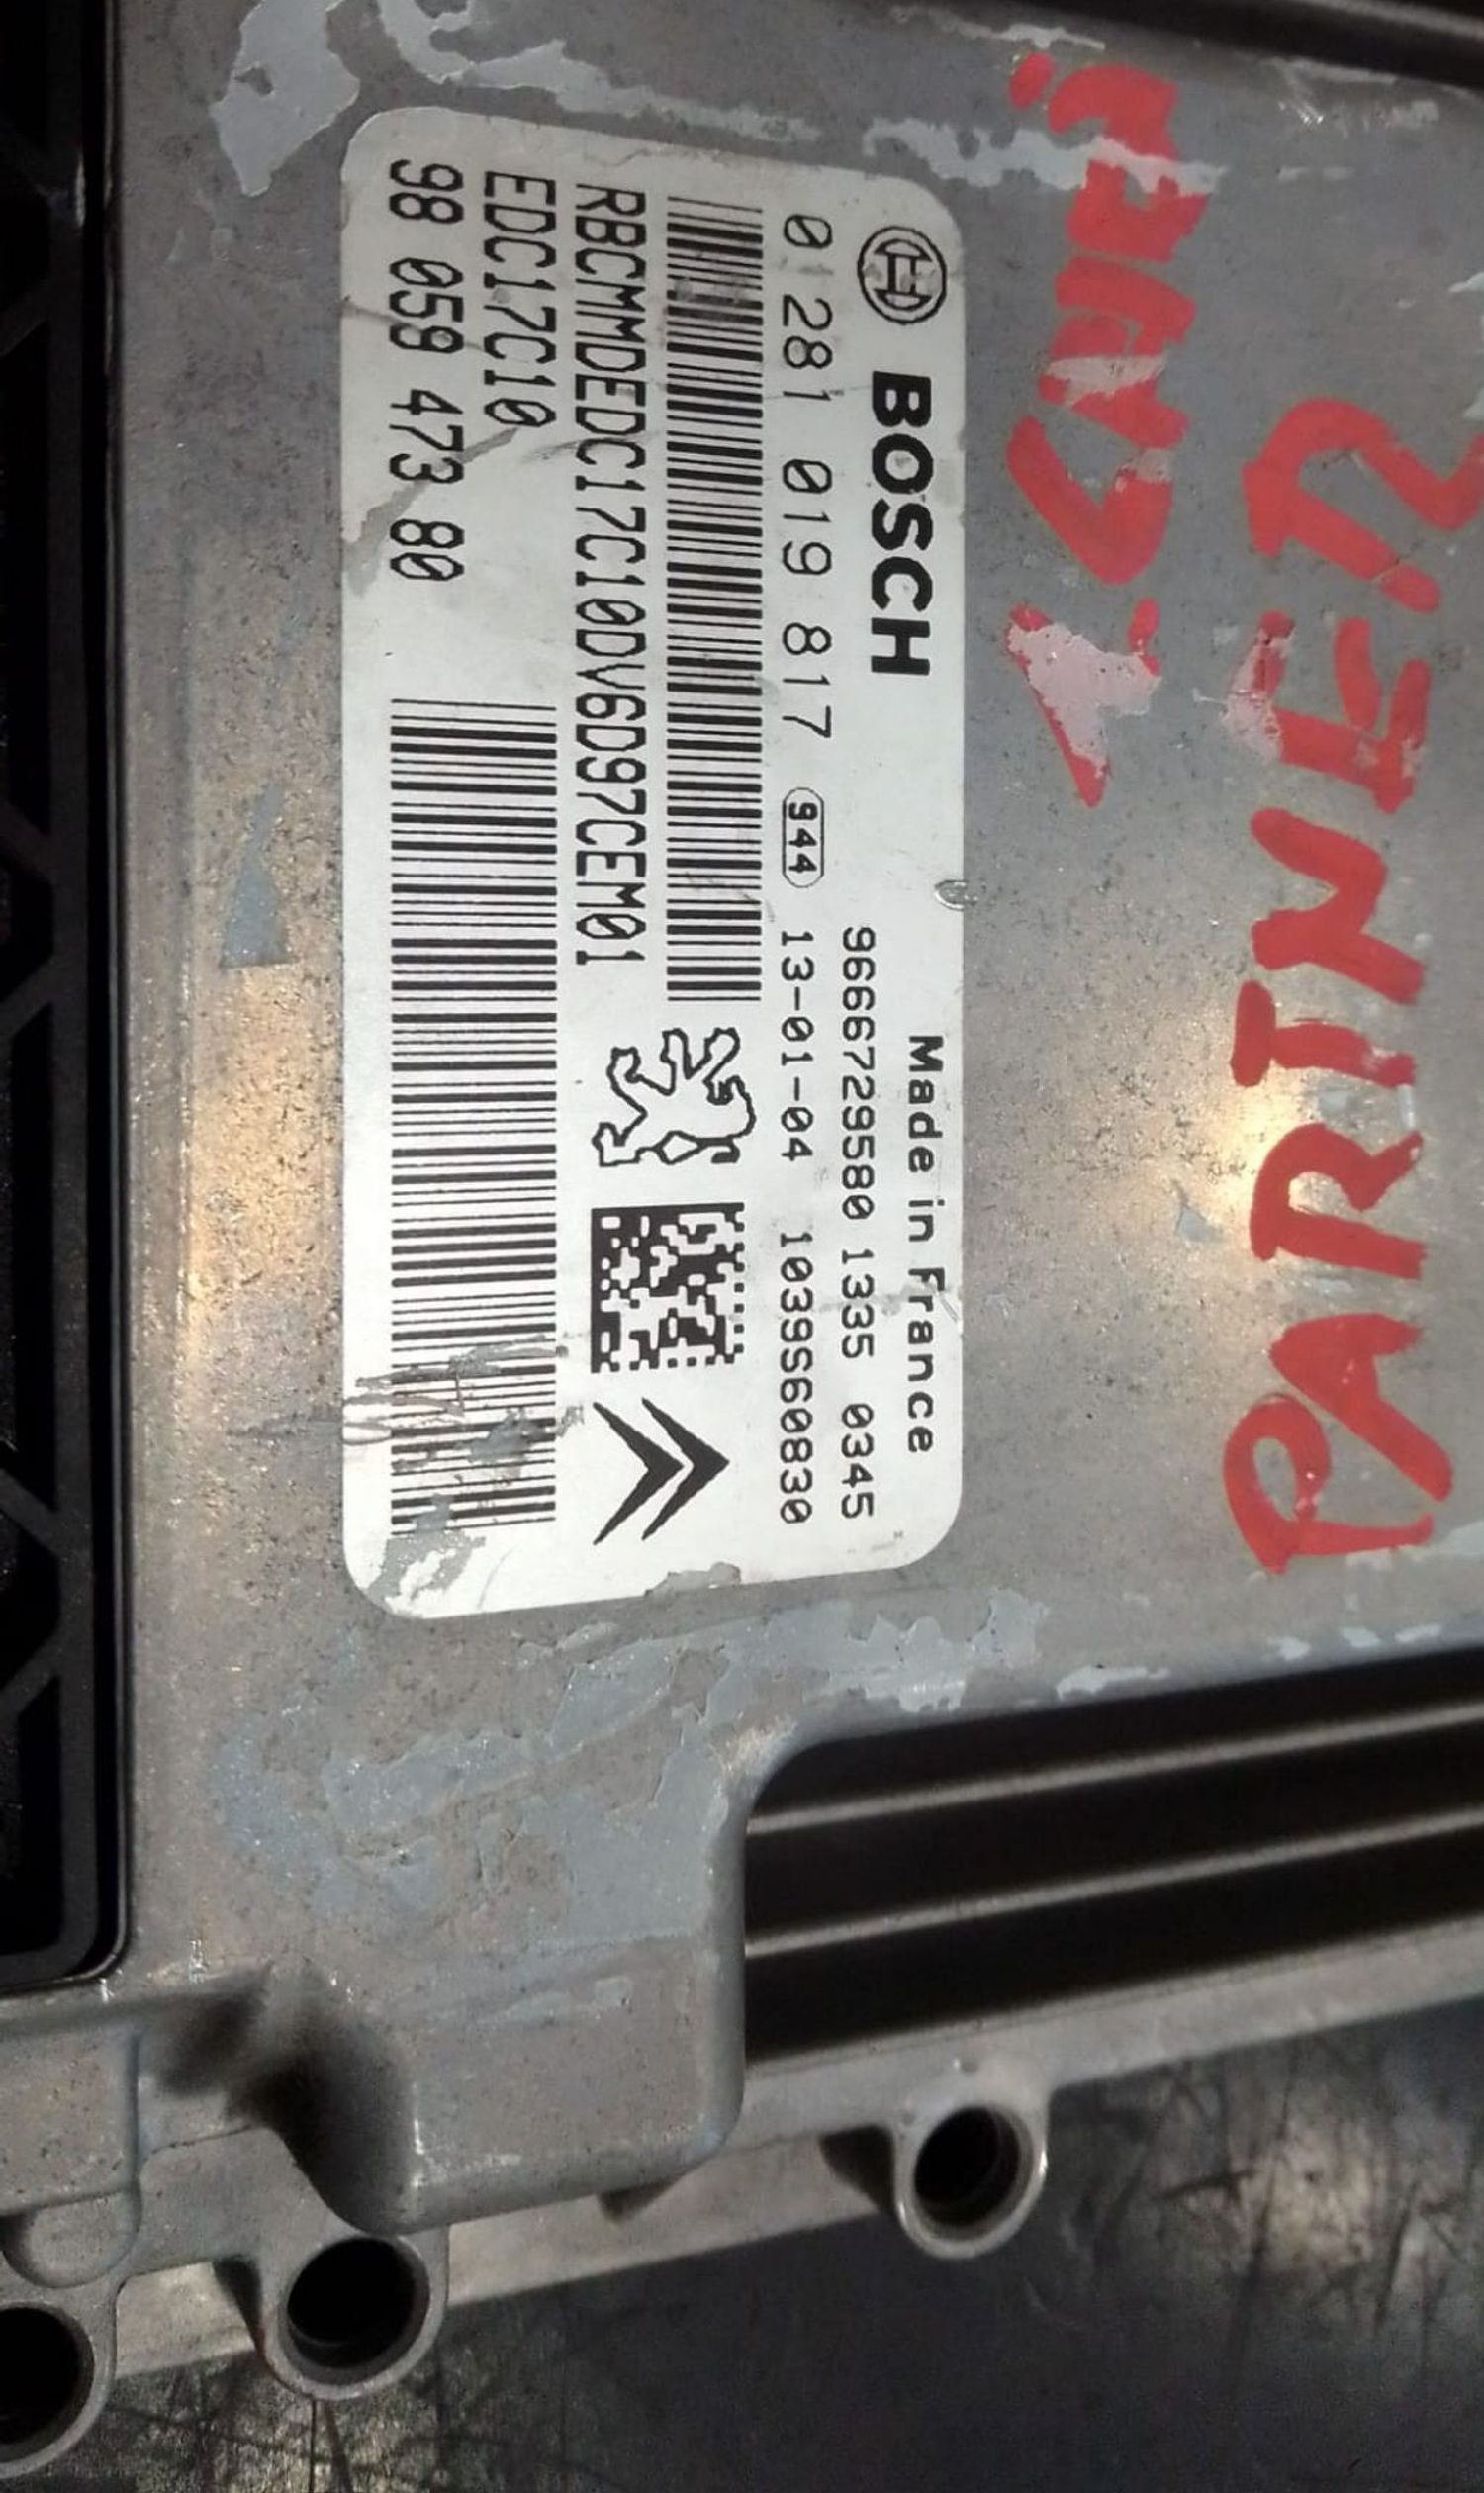 BOSCH
Made in France
9666729580 1335 0345
0 281 019 817 944 13-01-04 1039S60830
RBCMMDEDC17C10DV6D97CEM01
EDC17C10
98 059 473 80
PARTNER